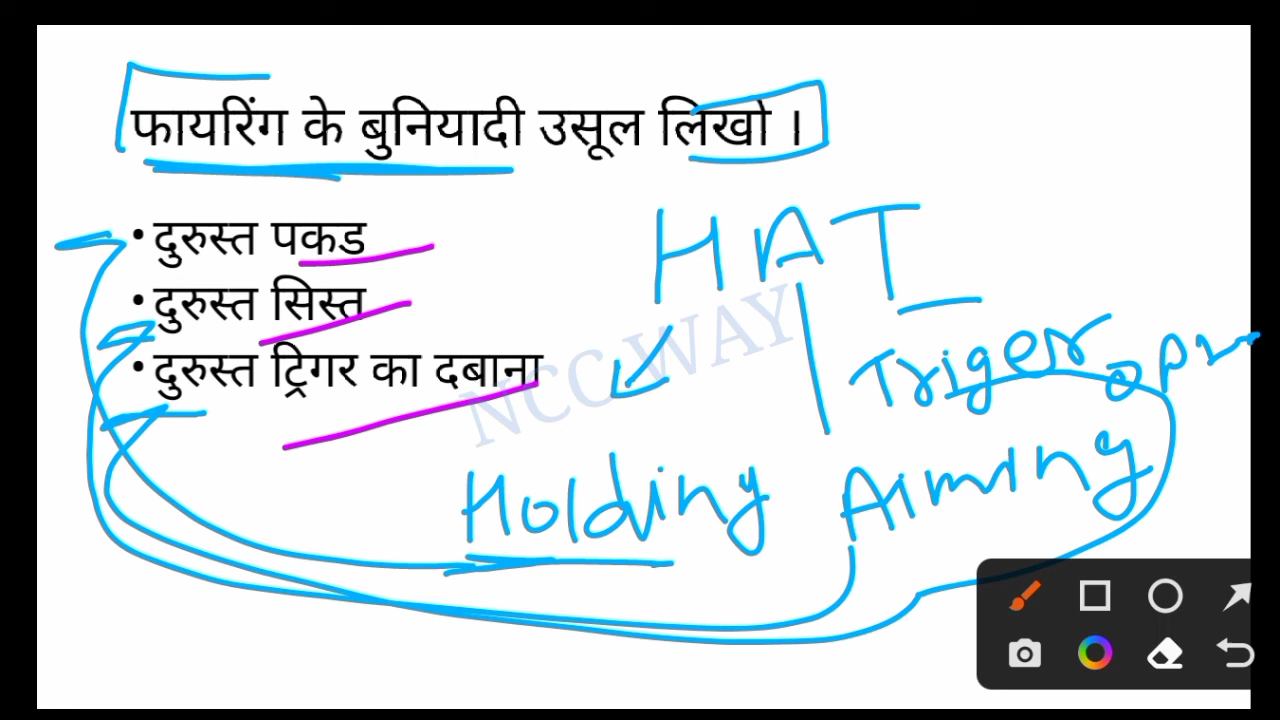 फायरिंग के बुनियादी उसूल लिखो ।
• दुरुस्त पकड
• दुरुस्त सिस्त
• दुरुस्त ट्रिगर का दबाना
HAT
Triger
Holding Aiming
NCC WAY